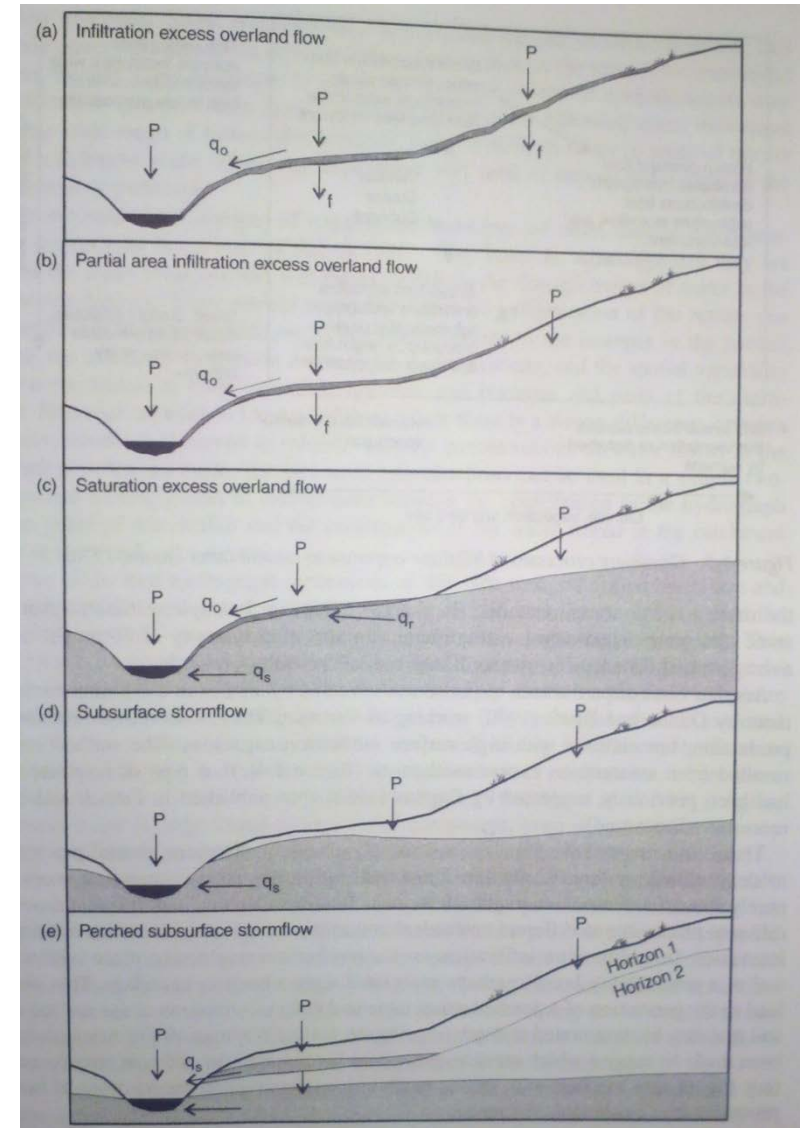 (a) Infiltration excess overland flow
P
P
P
qo
f
f
(b) Partial area infiltration excess overland flow
P
P
P
qo
f
(c) Saturation excess overland flow
P
P
P
qo
qr
qs
(d) Subsurface stormflow
P
P
P
qs
(e) Perched subsurface stormflow
P
Horizon 1
Horizon 2
P
P
qs